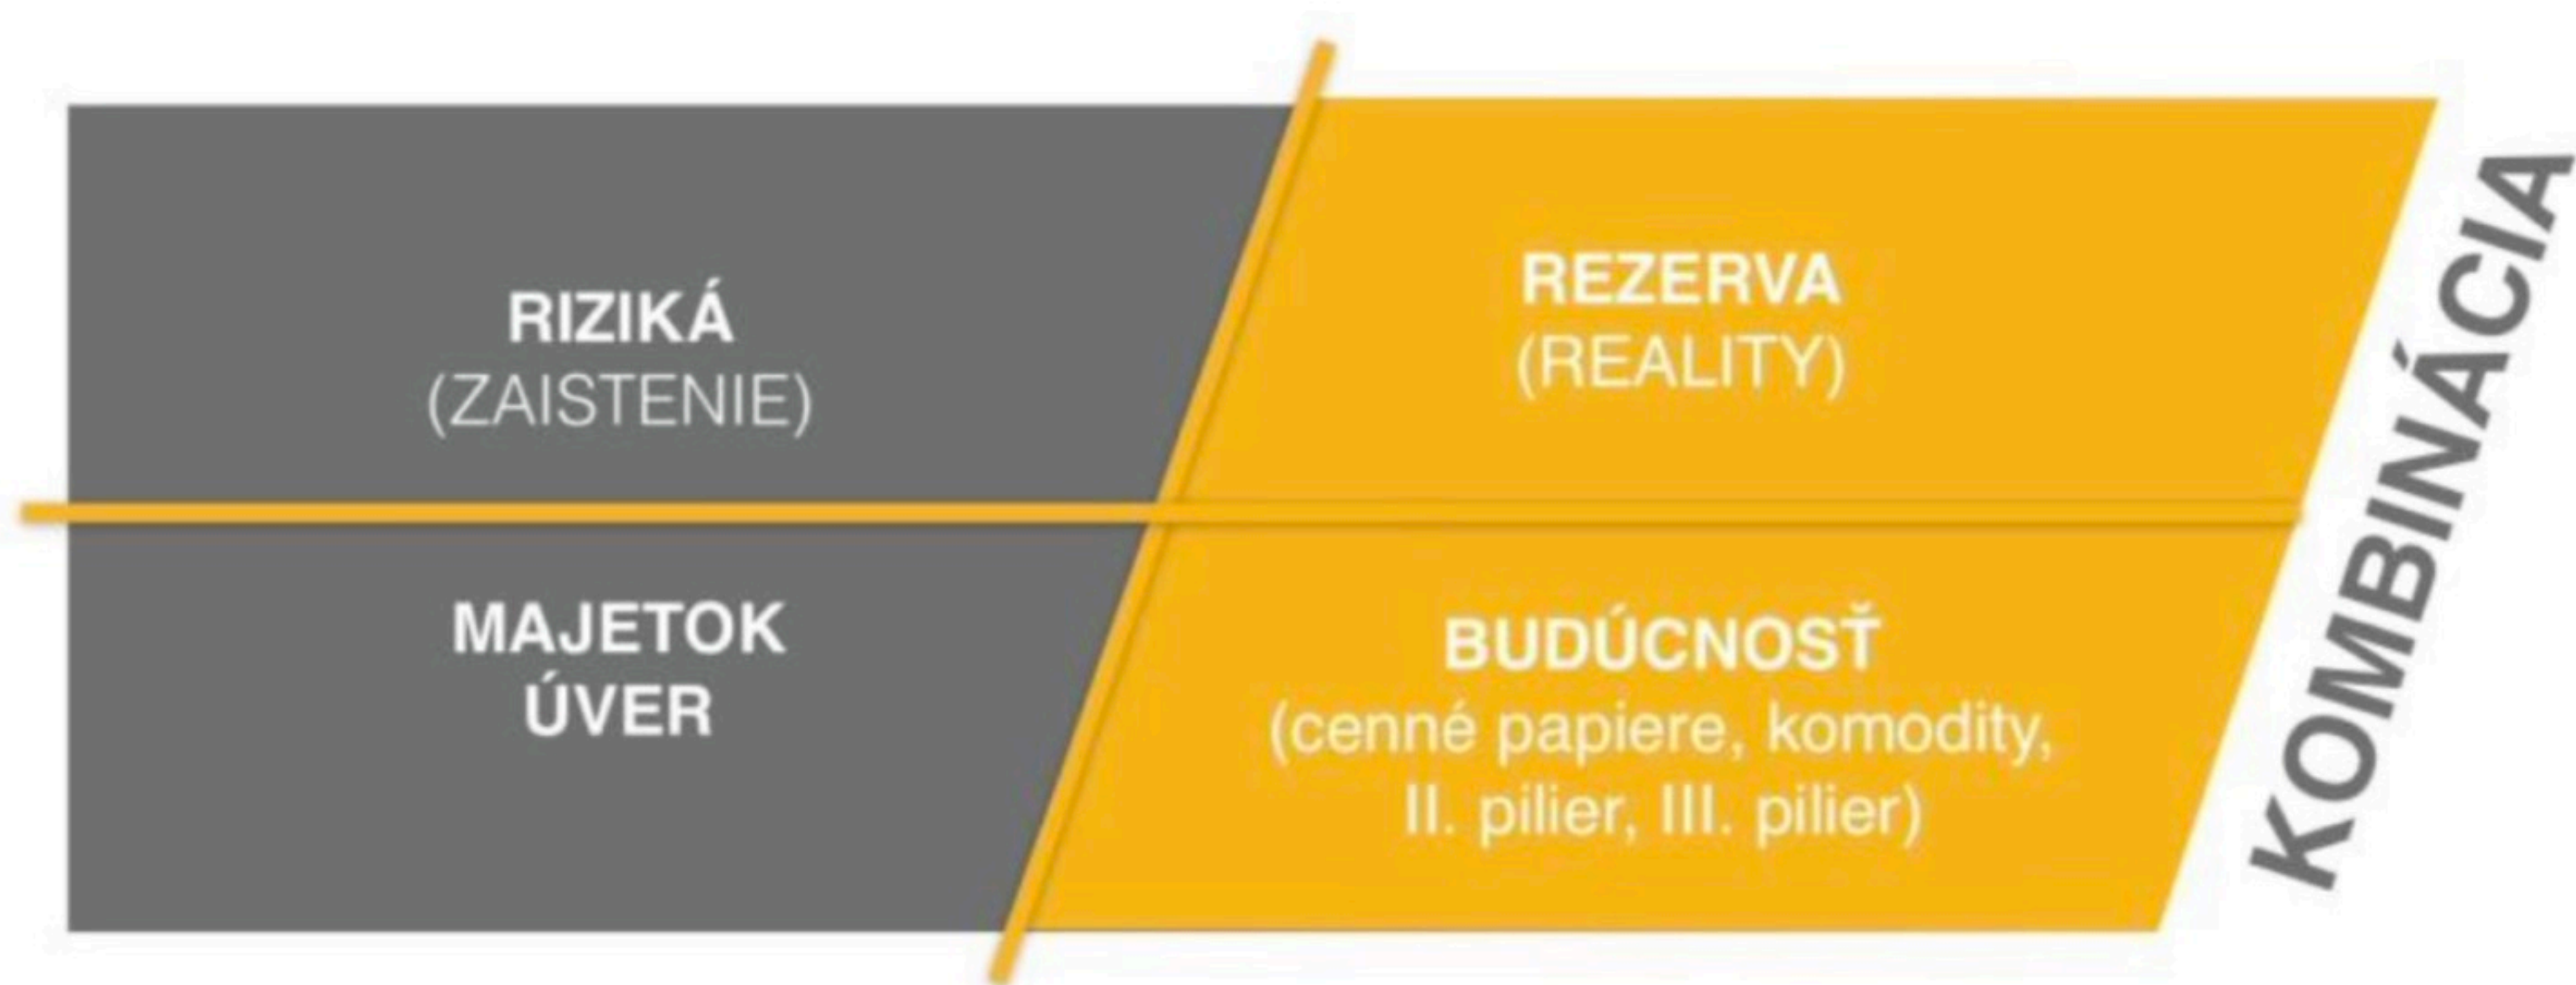 RIZIKÁ
(ZAISTENIE)
REZERVA
(REALITY)
MAJETOK
ÚVER
BUDÚCNOSŤ
(cenné papiere, komodity,
II. pilier, III. pilier)
KOMBINÁCIA